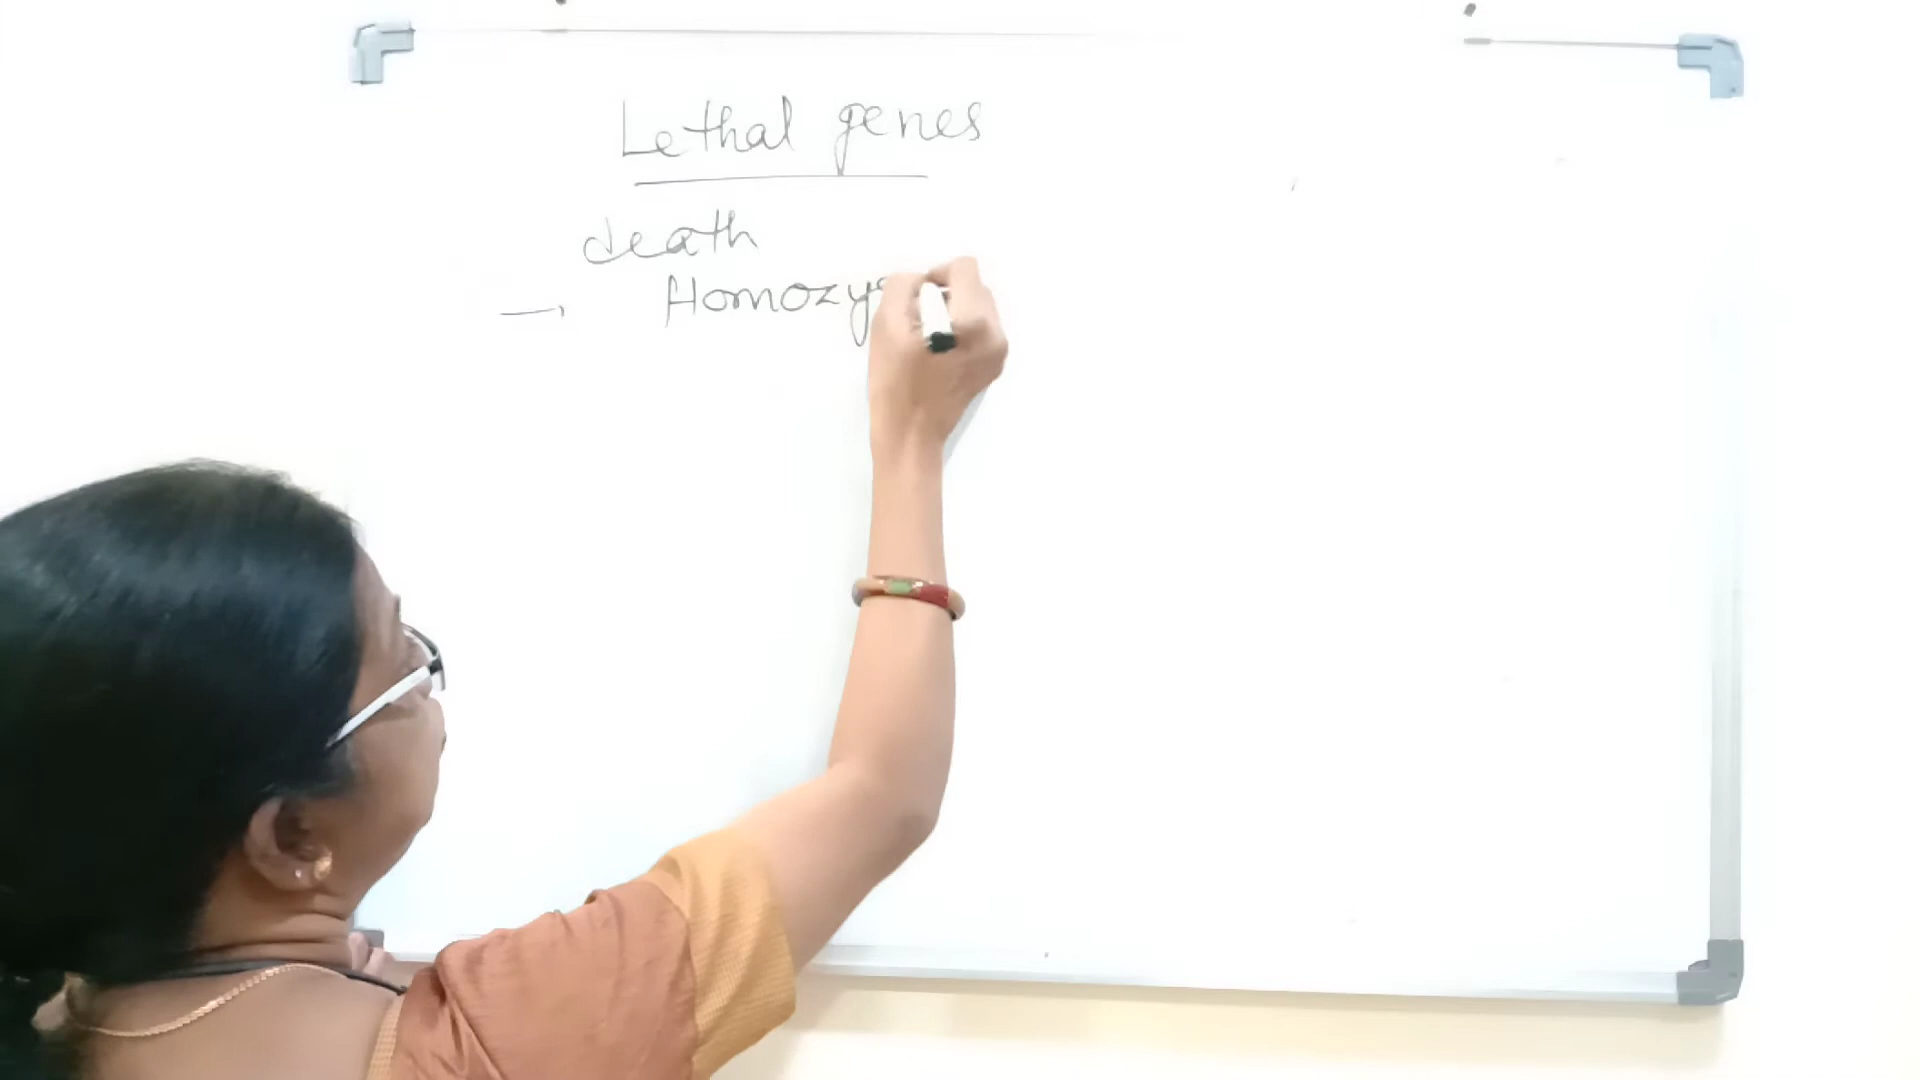 Lethal genes
death
→ Homozy